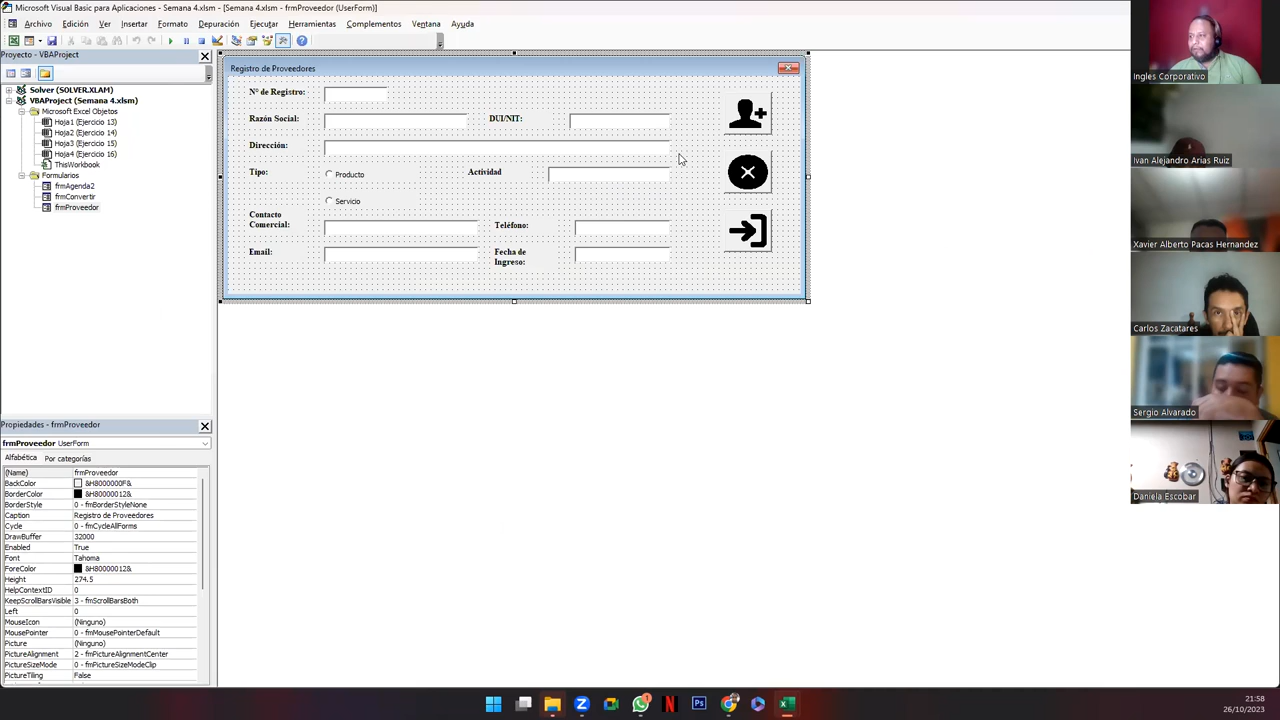 Microsoft Visual Basic para Aplicaciones - Semana 4.xlsm - [Semana 4.xlsm - frmProveedor (UserForm)]
Archivo Edición Ver Insertar Formato Depuración Ejecutar Herramientas Complementos Ventana Ayuda
Proyecto - VBAProject
Solver (SOLVER.XLAM)
VBAProject (Semana 4.xlsm)
Microsoft Excel Objetos
Hoja1 (Ejercicio 13)
Hoja2 (Ejercicio 14)
Hoja3 (Ejercicio 15)
Hoja4 (Ejercicio 16)
ThisWorkbook
Formularios
frmAgenda2
frmConvertir
frmProveedor
Propiedades - frmProveedor
frmProveedor UserForm
Alfabética Por categorías
(Name) frmProveedor
BackColor &H8000000F&
BorderColor &H80000012&
BorderStyle 0 - fmBorderStyleNone
Caption Registro de Proveedores
Cycle 0 - fmCycleAllForms
DrawBuffer 32000
Enabled True
Font Tahoma
ForeColor &H80000012&
Height 274.5
HelpContextID 0
KeepScrollBarsVisible 3 - fmScrollBarsBoth
Left 0
MouseIcon (Ninguno)
MousePointer 0 - fmMousePointerDefault
Picture (Ninguno)
PictureAlignment 2 - fmPictureAlignmentCenter
PictureSizeMode 0 - fmPictureSizeModeClip
PictureTiling False
Registro de Proveedores
N° de Registro:
Razón Social: DUI/NIT:
Dirección:
Tipo: Producto Actividad
Servicio
Contacto
Comercial: Teléfono:
Email: Fecha de
Ingreso:
Ingles Corporativo
Ivan Alejandro Arias Ruiz
Xavier Alberto Pacas Hernandez
Carlos Zacatares
Sergio Alvarado
Daniela Escobar
21:58
26/10/2023